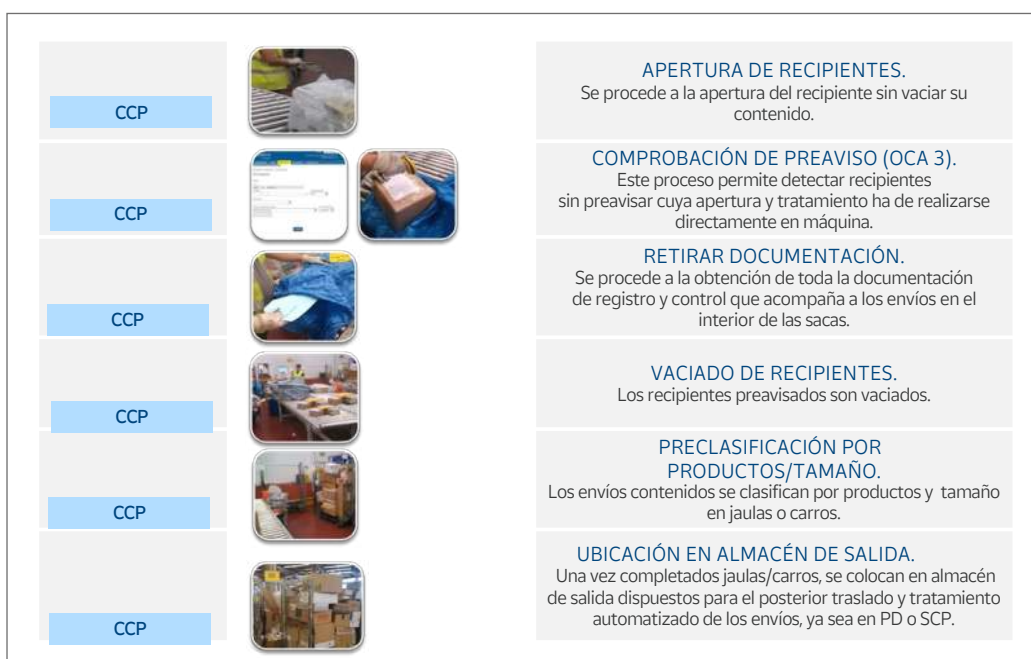 CCP
APERTURA DE RECIPIENTES.
Se procede a la apertura del recipiente sin vaciar su
contenido.
CCP
COMPROBACIÓN DE PREAVISO (OCA 3).
Este proceso permite detectar recipientes
sin preavisar cuya apertura y tratamiento ha de realizarse
directamente en máquina.
CCP
RETIRAR DOCUMENTACIÓN.
Se procede a la obtención de toda la documentación
de registro y control que acompaña a los envíos en el
interior de las sacas.
CCP
VACIADO DE RECIPIENTES.
Los recipientes preavisados son vaciados.
CCP
PRECLASIFICACIÓN POR
PRODUCTOS/TAMAÑO.
Los envíos contenidos se clasifican por productos y tamaño
en jaulas o carros.
CCP
UBICACIÓN EN ALMACÉN DE SALIDA.
Una vez completados jaulas/carros, se colocan en almacén
de salida dispuestos para el posterior traslado y tratamiento
automatizado de los envíos, ya sea en PD o SCP.